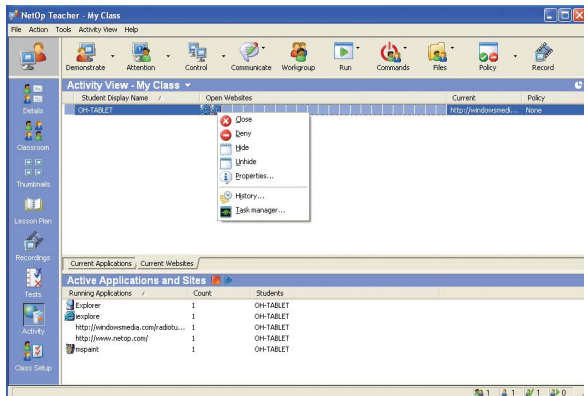 NetOp Teacher - My Class
File Action Tools Activity View Help
Demonstrate Attention Control Communicate Workgroup Run Commands Files Policy Record
Activity View - My Class
Student Display Name / Open Websites Current Policy
OH-TABLET http://windowsmedi... None
Close
Deny
Hide
Unhide
Properties...
History...
Task manager...
Details
Classroom
Thumbnails
Lesson Plan
Recordings
Tests
Activity
Class Setup
Current Applications Current Websites
Active Applications and Sites
Running Applications / Count Students
Explorer 1 OH-TABLET
iexplore 1 OH-TABLET
http://windowsmedia.com/radiotu... 1 OH-TABLET
http://www.netop.com/ 1 OH-TABLET
mspaint 1 OH-TABLET
1 1 1 0